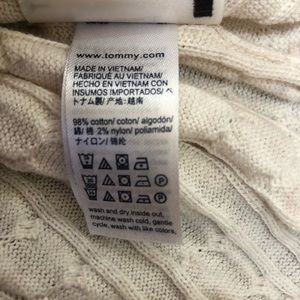 www.tommy.com
MADE IN VIETNAM/
FABRIQUÉ AU VIETNAM/
HECHO EN VIETNAM CON
INSUMOS IMPORTADOS/ベ
トナム製/产地:越南
98% cotton/coton/ algodón/
綿/棉 2% nylon/ poliamida/
ナイロン/锦纶
wash and dry inside out,
machine wash cold, gentle
cycle, wash with like colors,